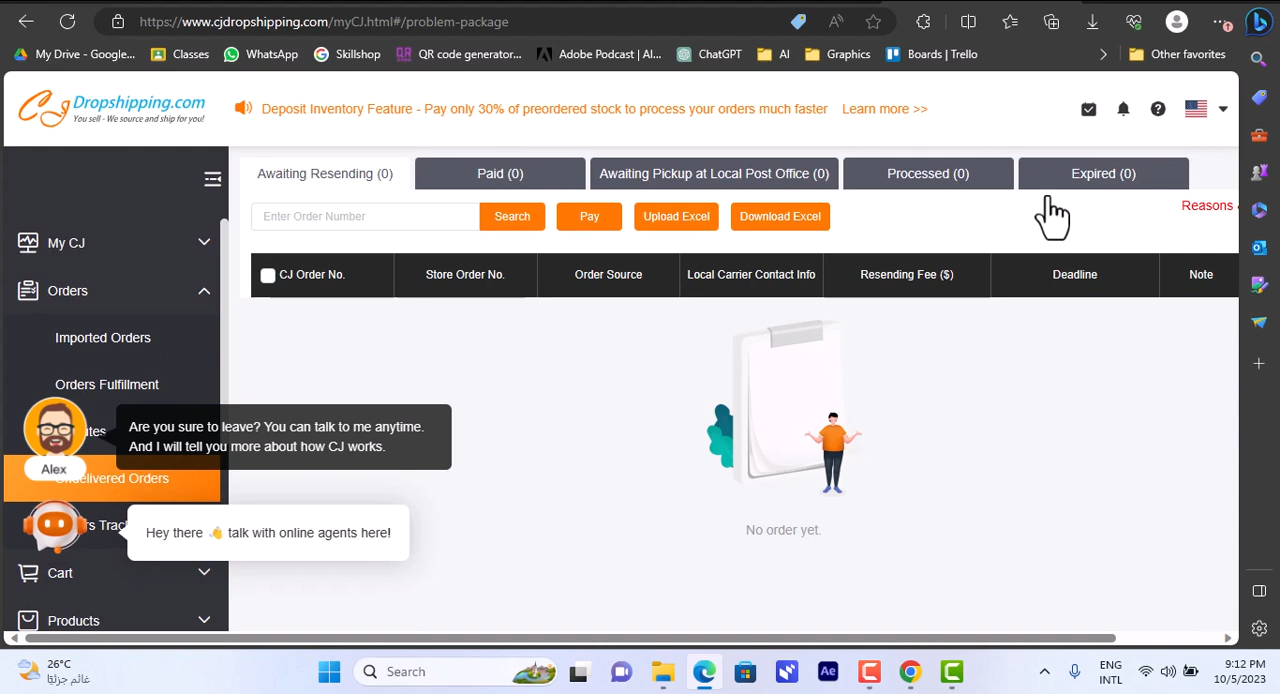 https://www.cjdropshipping.com/myCJ.html#/problem-package
My Drive - Google...
Classes
WhatsApp
Skillshop
QR code generator...
Adobe Podcast | AI...
ChatGPT
AI
Graphics
Boards | Trello
Other favorites
CJ Dropshipping.com
You sell - We source and ship for you!
Deposit Inventory Feature - Pay only 30% of preordered stock to process your orders much faster
Learn more >>
Awaiting Resending (0)
Paid (0)
Awaiting Pickup at Local Post Office (0)
Processed (0)
Expired (0)
Enter Order Number
Search
Pay
Upload Excel
Download Excel
Reasons
CJ Order No.
Store Order No.
Order Source
Local Carrier Contact Info
Resending Fee ($)
Deadline
Note
No order yet.
My CJ
Orders
Imported Orders
Orders Fulfillment
Undelivered Orders
Cart
Products
Alex
Are you sure to leave? You can talk to me anytime.
And I will tell you more about how CJ works.
Hey there 👋 talk with online agents here!
26°C
غائم جزئيًا
Search
Ae
ENG
INTL
9:12 PM
10/5/2023